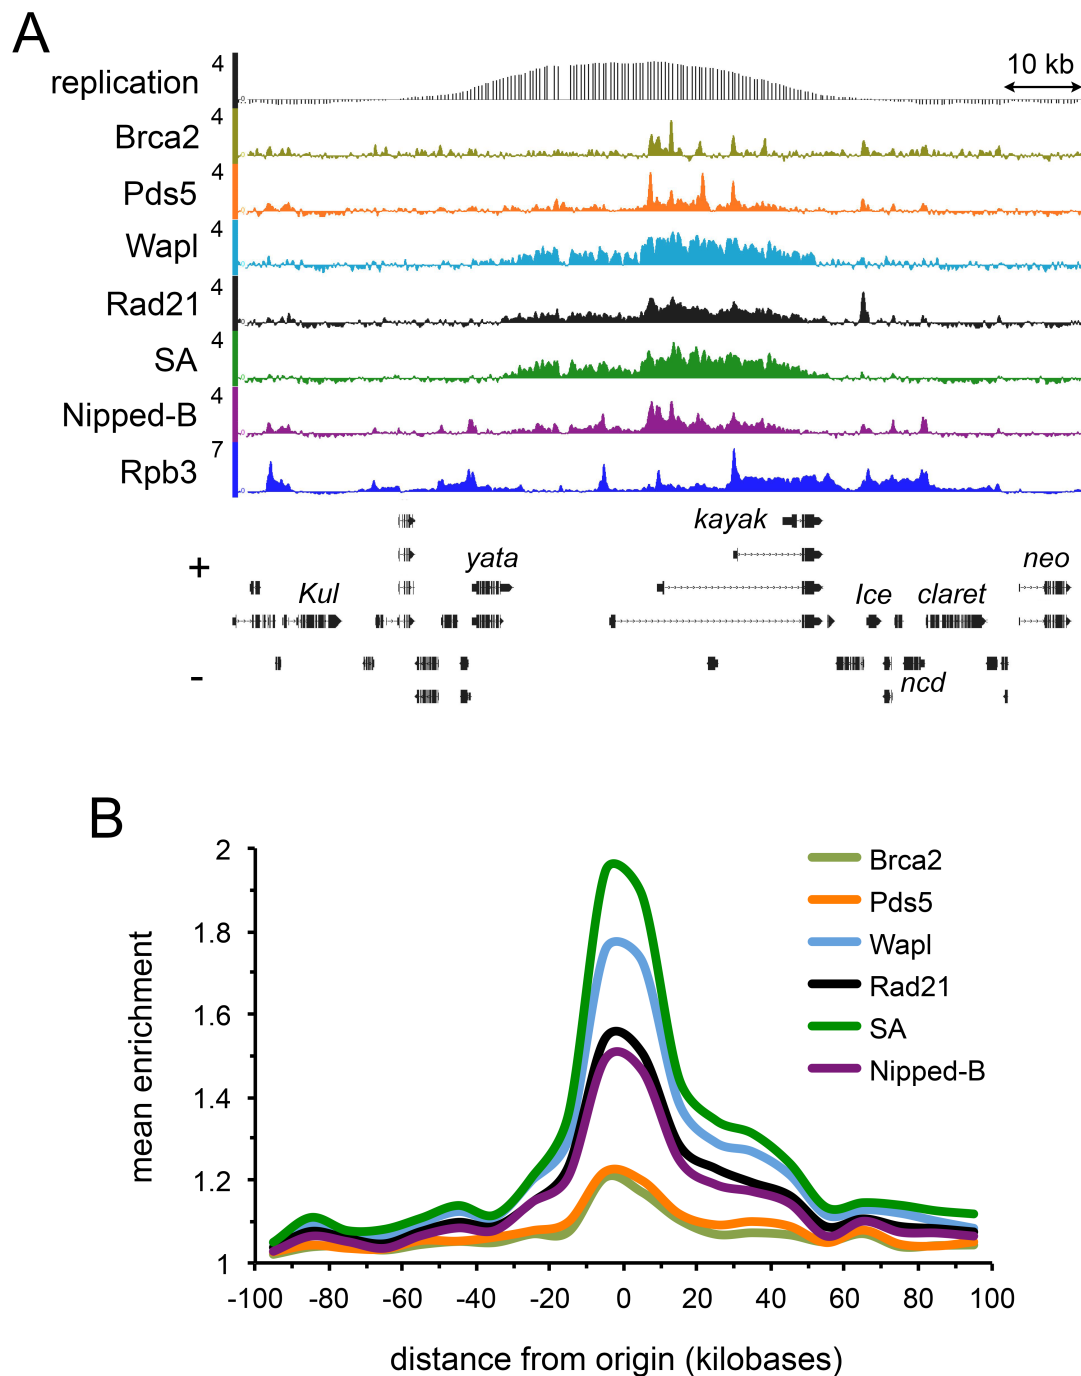 A
replication 4
10 kb
Brca2 4
Pds5 4
Wapl 4
Rad21 4
SA 4
Nipped-B 4
Rpb3 7
kayak
+
yata
neo
Kul
Ice
claret
-
ncd
B
mean enrichment
2
1.8
1.6
1.4
1.2
1
Brca2
Pds5
Wapl
Rad21
SA
Nipped-B
-100 -80 -60 -40 -20 0 20 40 60 80 100
distance from origin (kilobases)